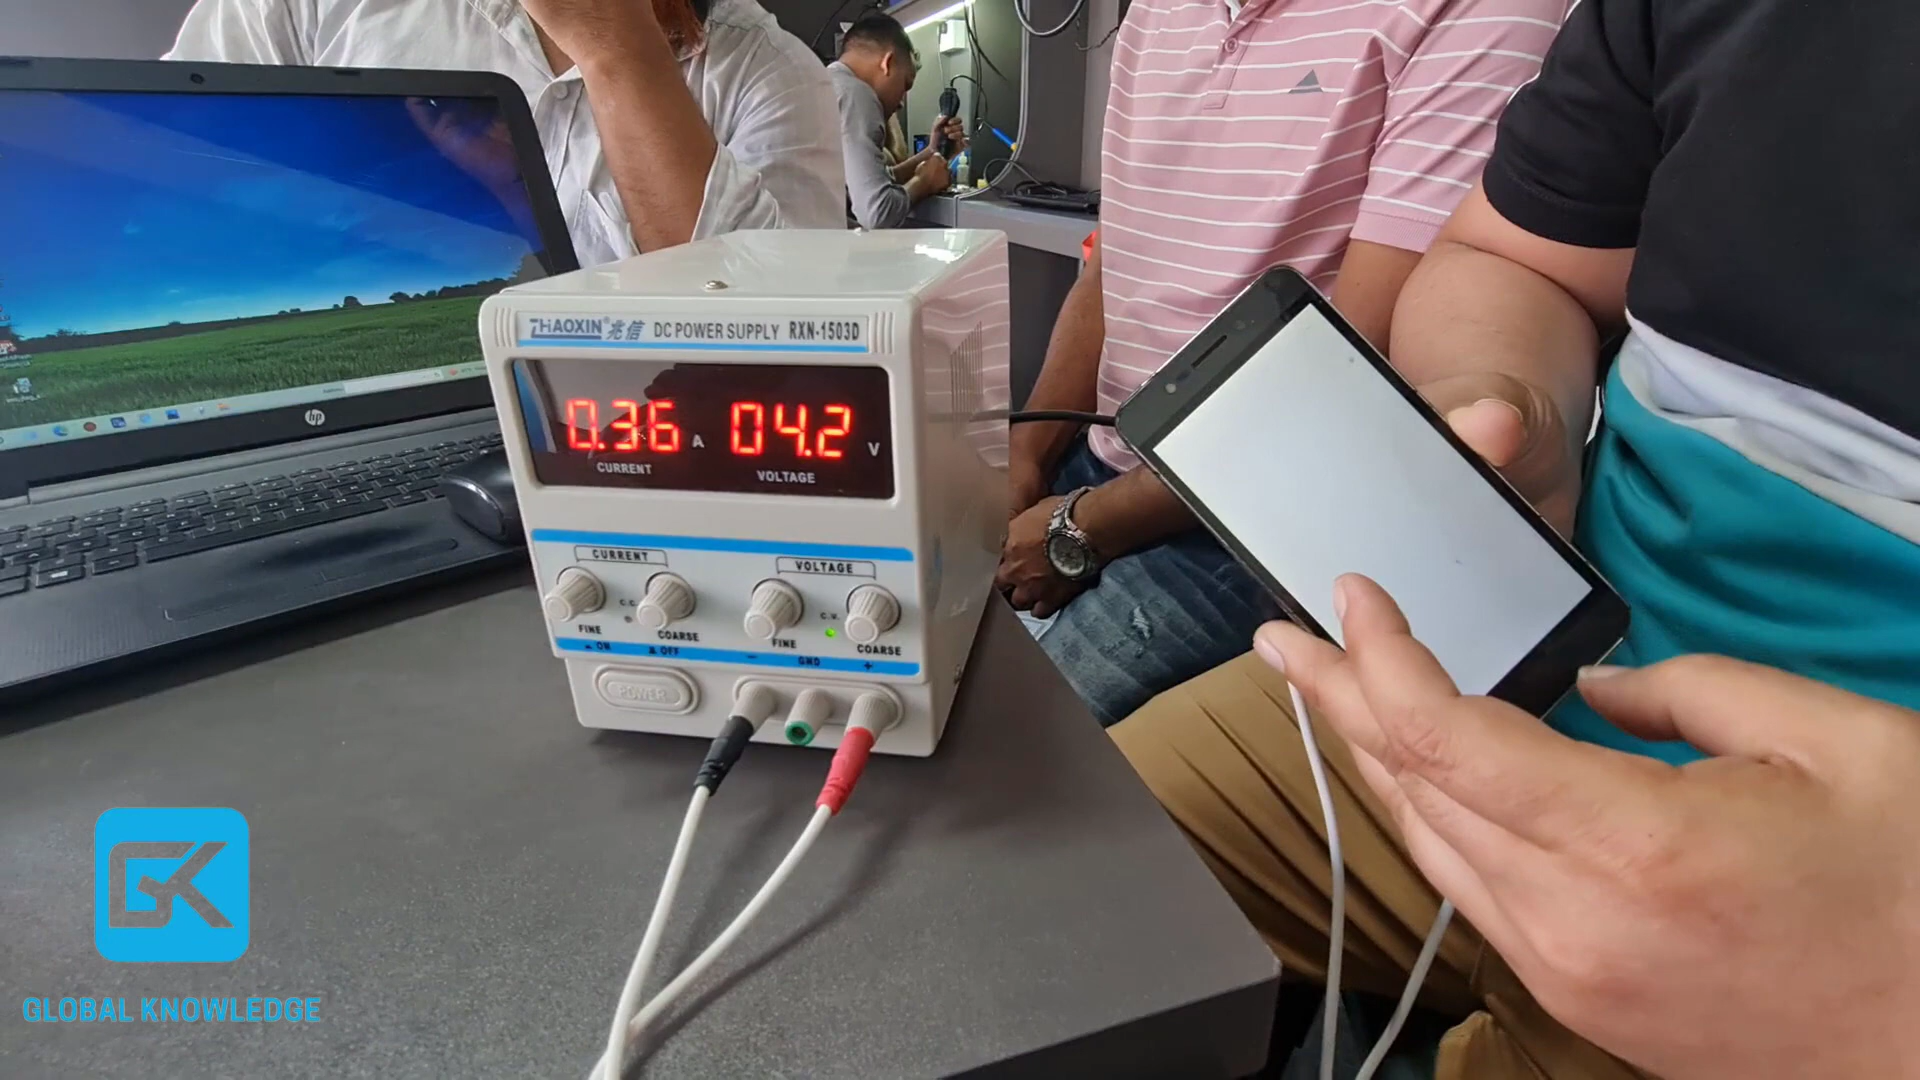 ZHAOXIN® 兆信 DC POWER SUPPLY RXN-1503D
0.36 A 04.2 V
CURRENT VOLTAGE
CURRENT VOLTAGE
C.C. C.V.
FINE COARSE FINE COARSE
ON OFF - GND +
POWER
hp
GK
GLOBAL KNOWLEDGE